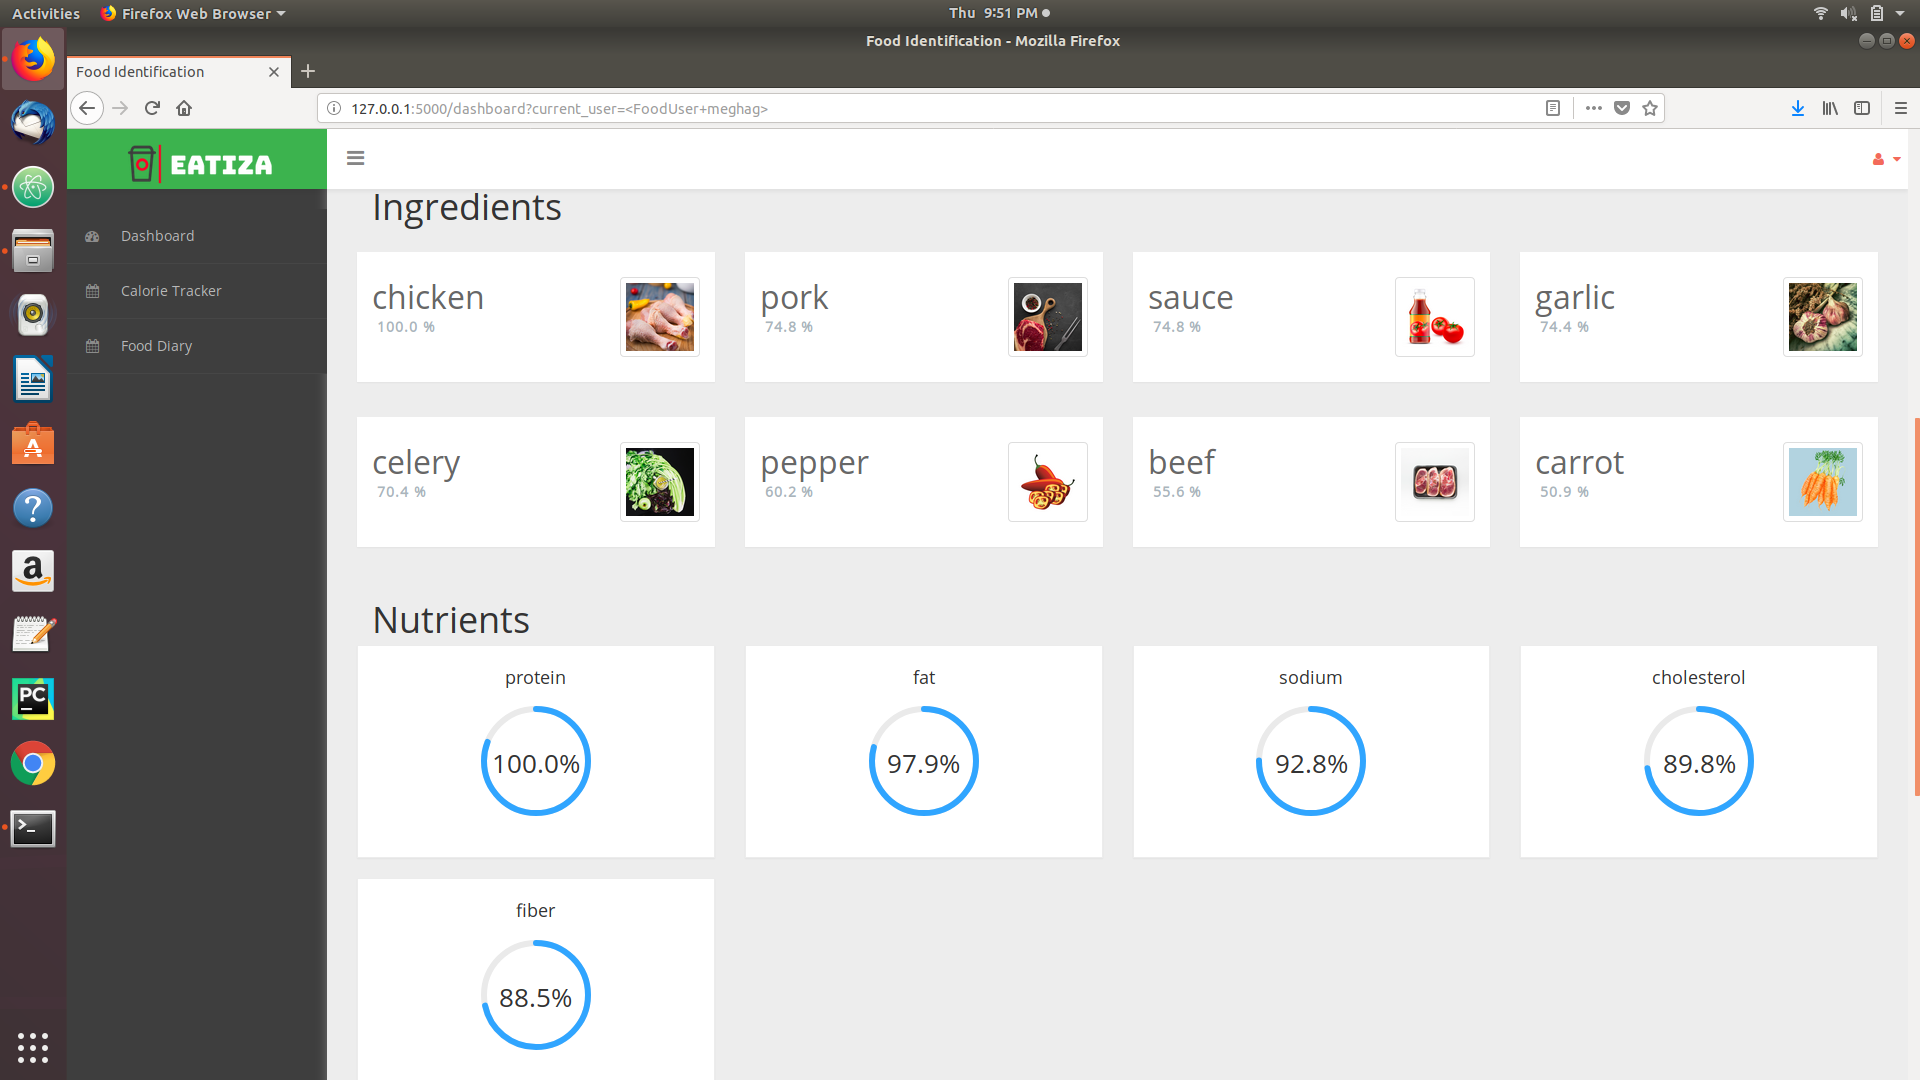 Activities Firefox Web Browser Thu 9:51 PM
Food Identification - Mozilla Firefox
Food Identification
127.0.0.1:5000/dashboard?current_user=<FoodUser+meghag>
EATIZA
Dashboard
Calorie Tracker
Food Diary
Ingredients
chicken
100.0 %
pork
74.8 %
sauce
74.8 %
garlic
74.4 %
celery
70.4 %
pepper
60.2 %
beef
55.6 %
carrot
50.9 %
Nutrients
protein
100.0%
fat
97.9%
sodium
92.8%
cholesterol
89.8%
fiber
88.5%
PC